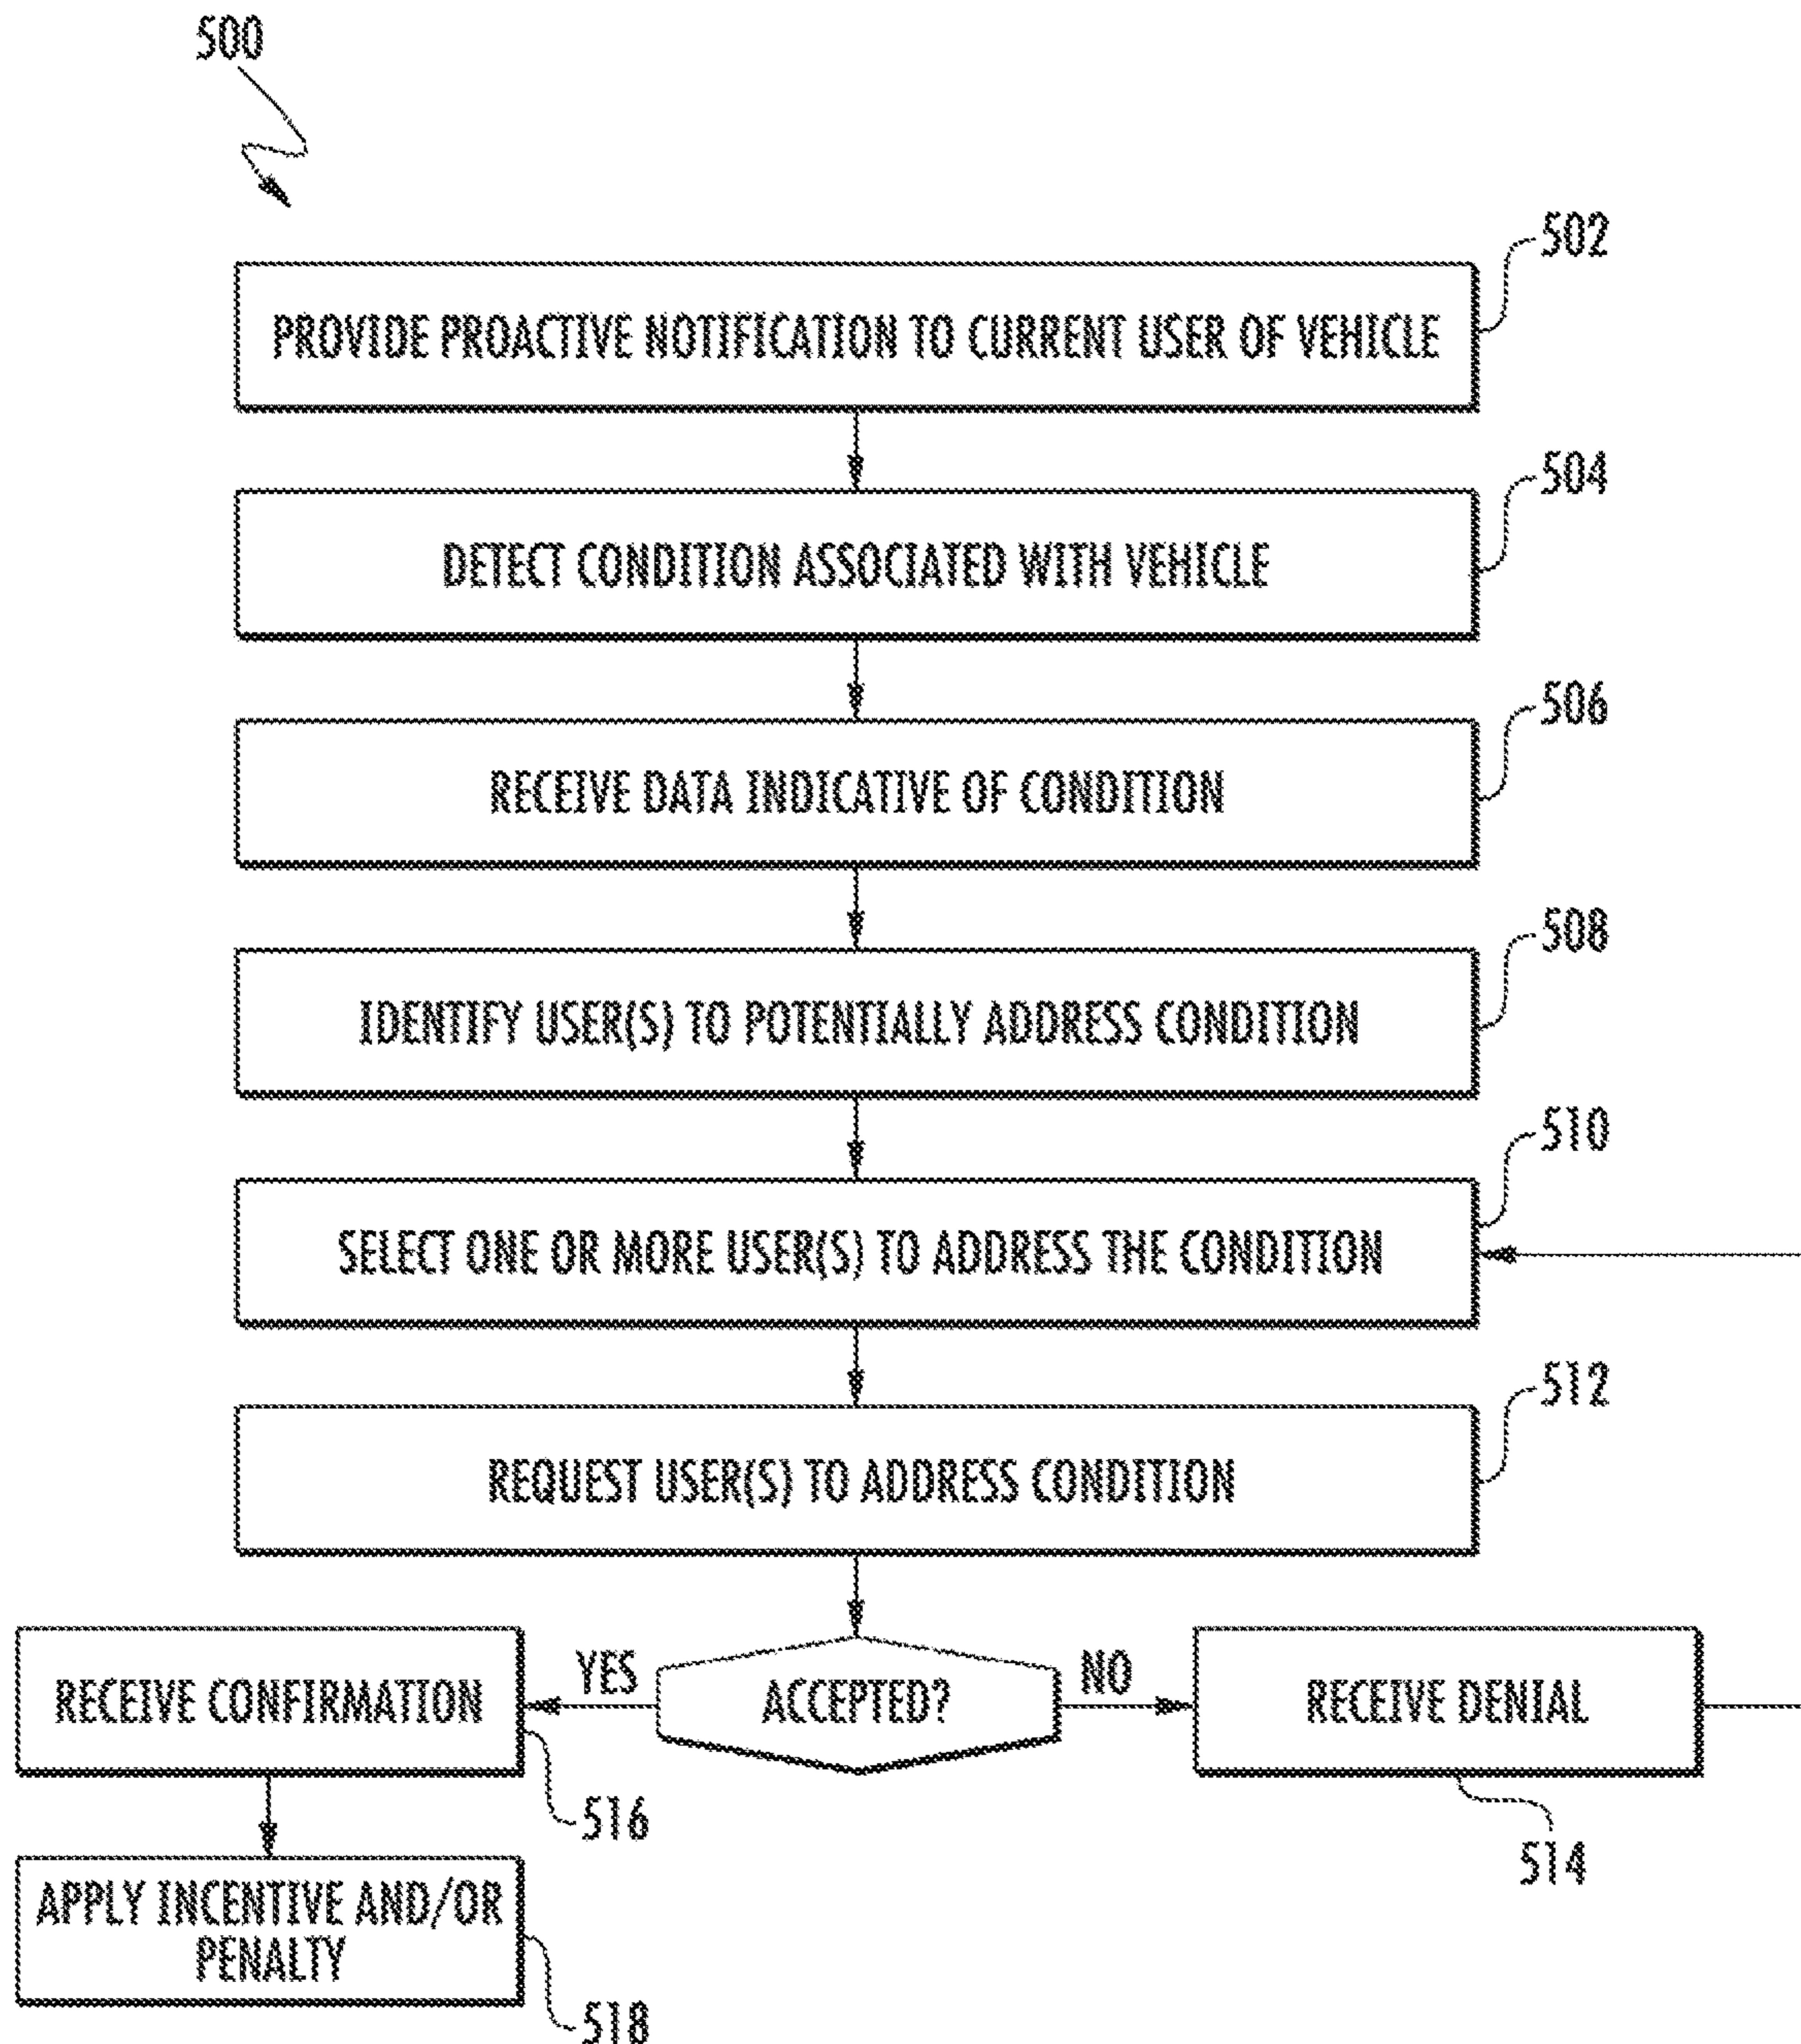 500
502
PROVIDE PROACTIVE NOTIFICATION TO CURRENT USER OF VEHICLE
504
DETECT CONDITION ASSOCIATED WITH VEHICLE
506
RECEIVE DATA INDICATIVE OF CONDITION
508
IDENTIFY USER(S) TO POTENTIALLY ADDRESS CONDITION
510
SELECT ONE OR MORE USER(S) TO ADDRESS THE CONDITION
512
REQUEST USER(S) TO ADDRESS CONDITION
RECEIVE CONFIRMATION
YES
ACCEPTED?
NO
RECEIVE DENIAL
516
514
APPLY INCENTIVE AND/OR
PENALTY
518